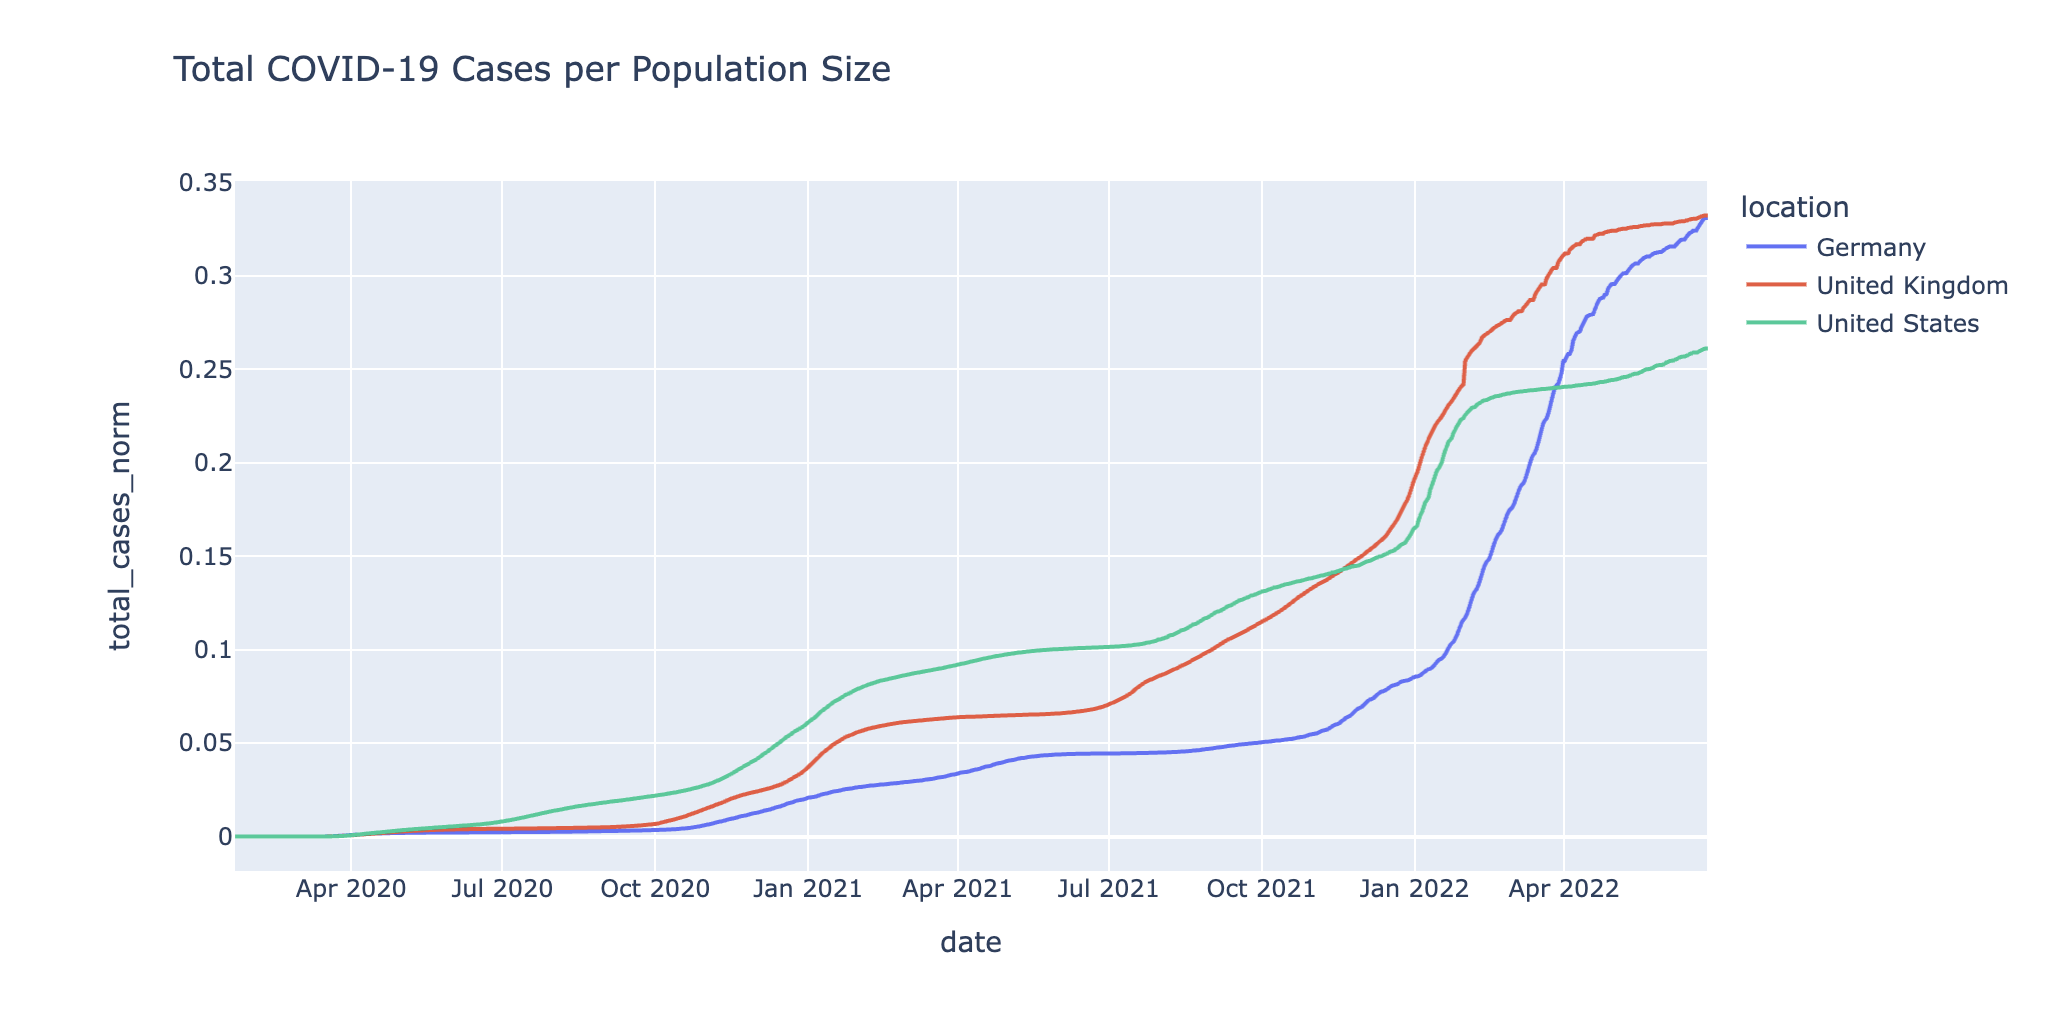 Total COVID-19 Cases per Population Size
0.35
0.3
0.25
0.2
0.15
0.1
0.05
0
total_cases_norm
Apr 2020
Jul 2020
Oct 2020
Jan 2021
Apr 2021
Jul 2021
Oct 2021
Jan 2022
Apr 2022
date
location
Germany
United Kingdom
United States